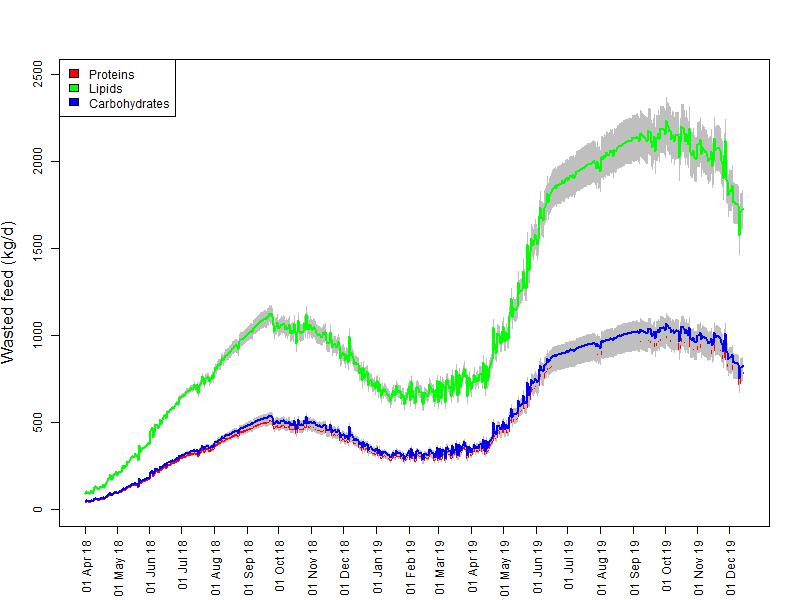 Proteins
Lipids
Carbohydrates
Wasted feed (kg/d)
2500
2000
1500
1000
500
0
01 Apr 18
01 May 18
01 Jun 18
01 Jul 18
01 Aug 18
01 Sep 18
01 Oct 18
01 Nov 18
01 Dec 18
01 Jan 19
01 Feb 19
01 Mar 19
01 Apr 19
01 May 19
01 Jun 19
01 Jul 19
01 Aug 19
01 Sep 19
01 Oct 19
01 Nov 19
01 Dec 19